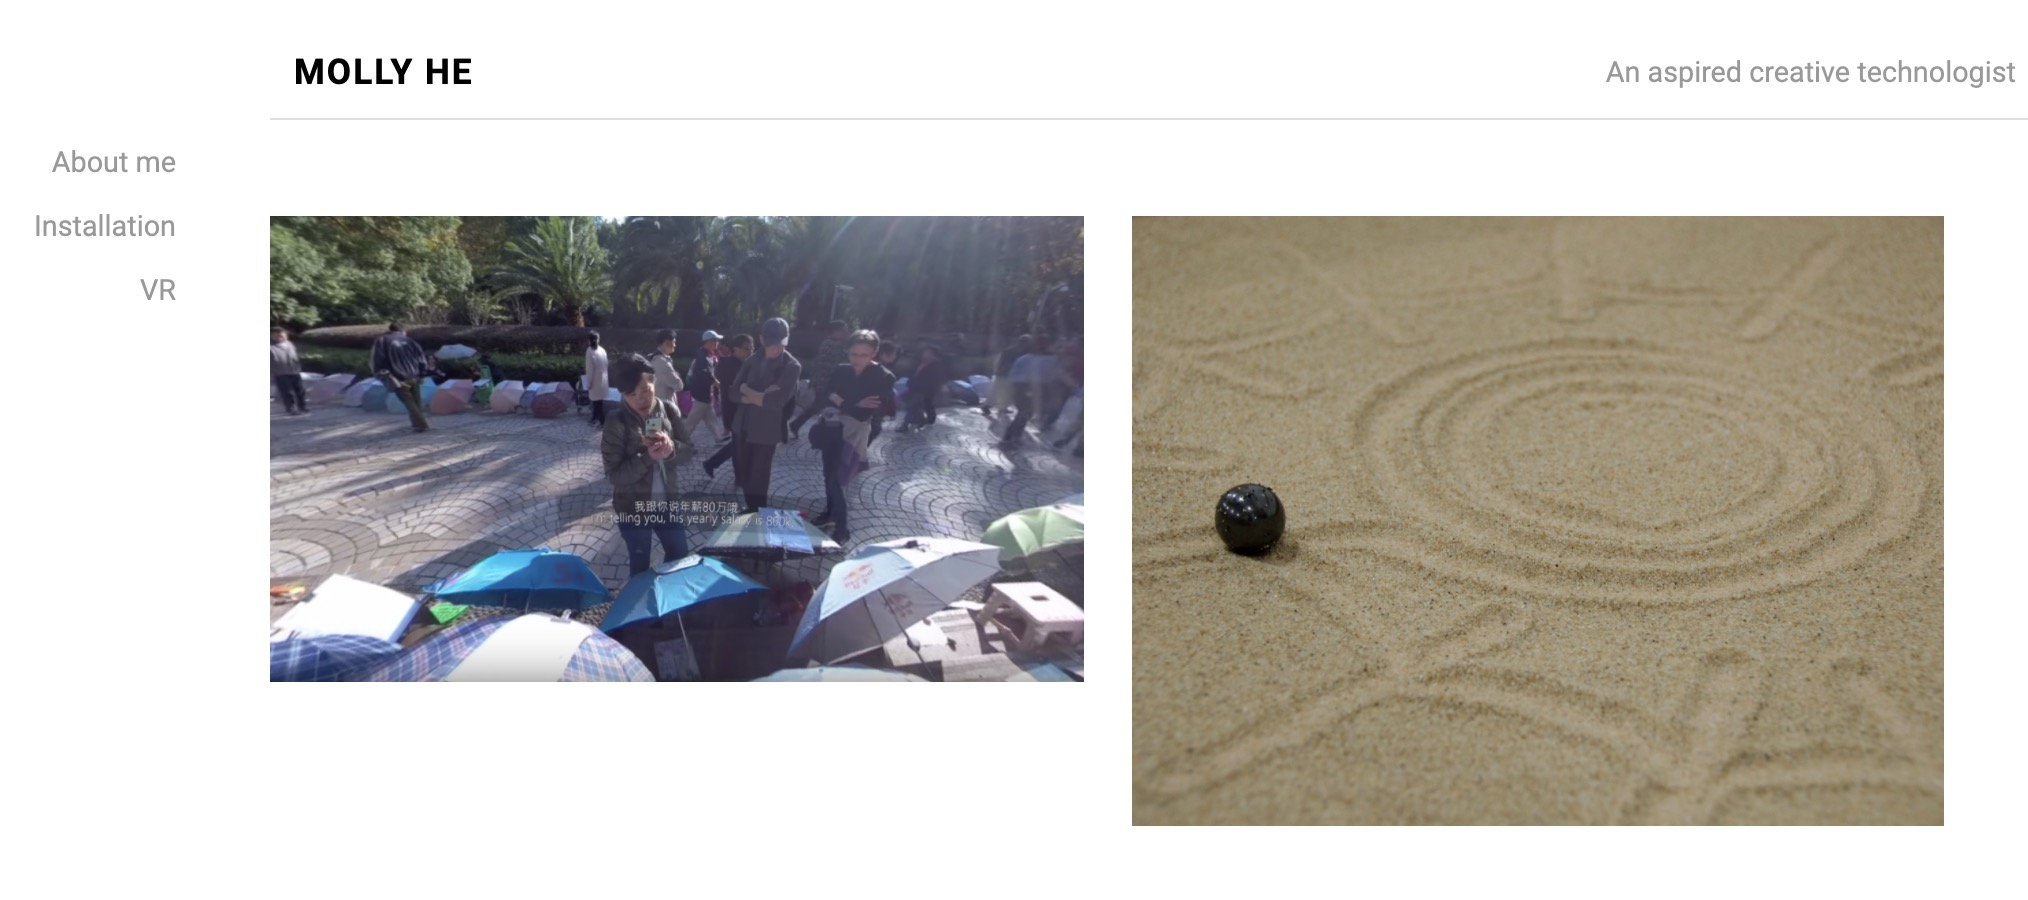 MOLLY HE
An aspired creative technologist
About me
Installation
VR
我跟你说年薪80万哦
I'm telling you, his yearly salary is 800k